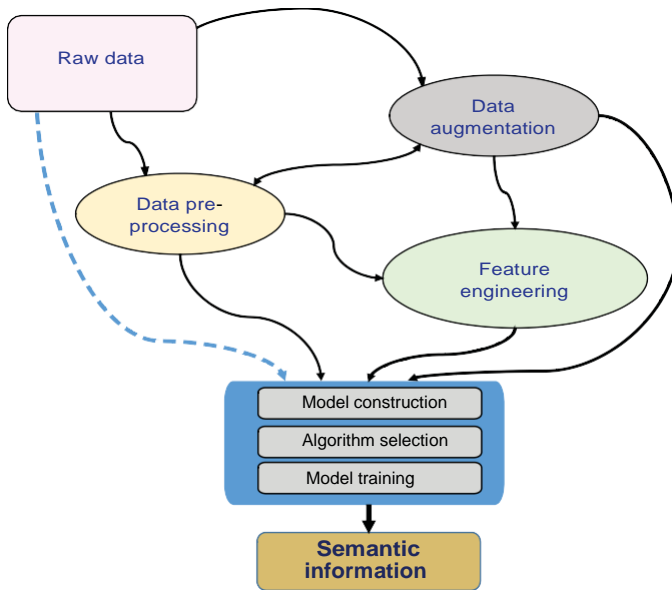 Raw data
Data
augmentation
Data pre-
processing
Feature
engineering
Model construction
Algorithm selection
Model training
Semantic
information